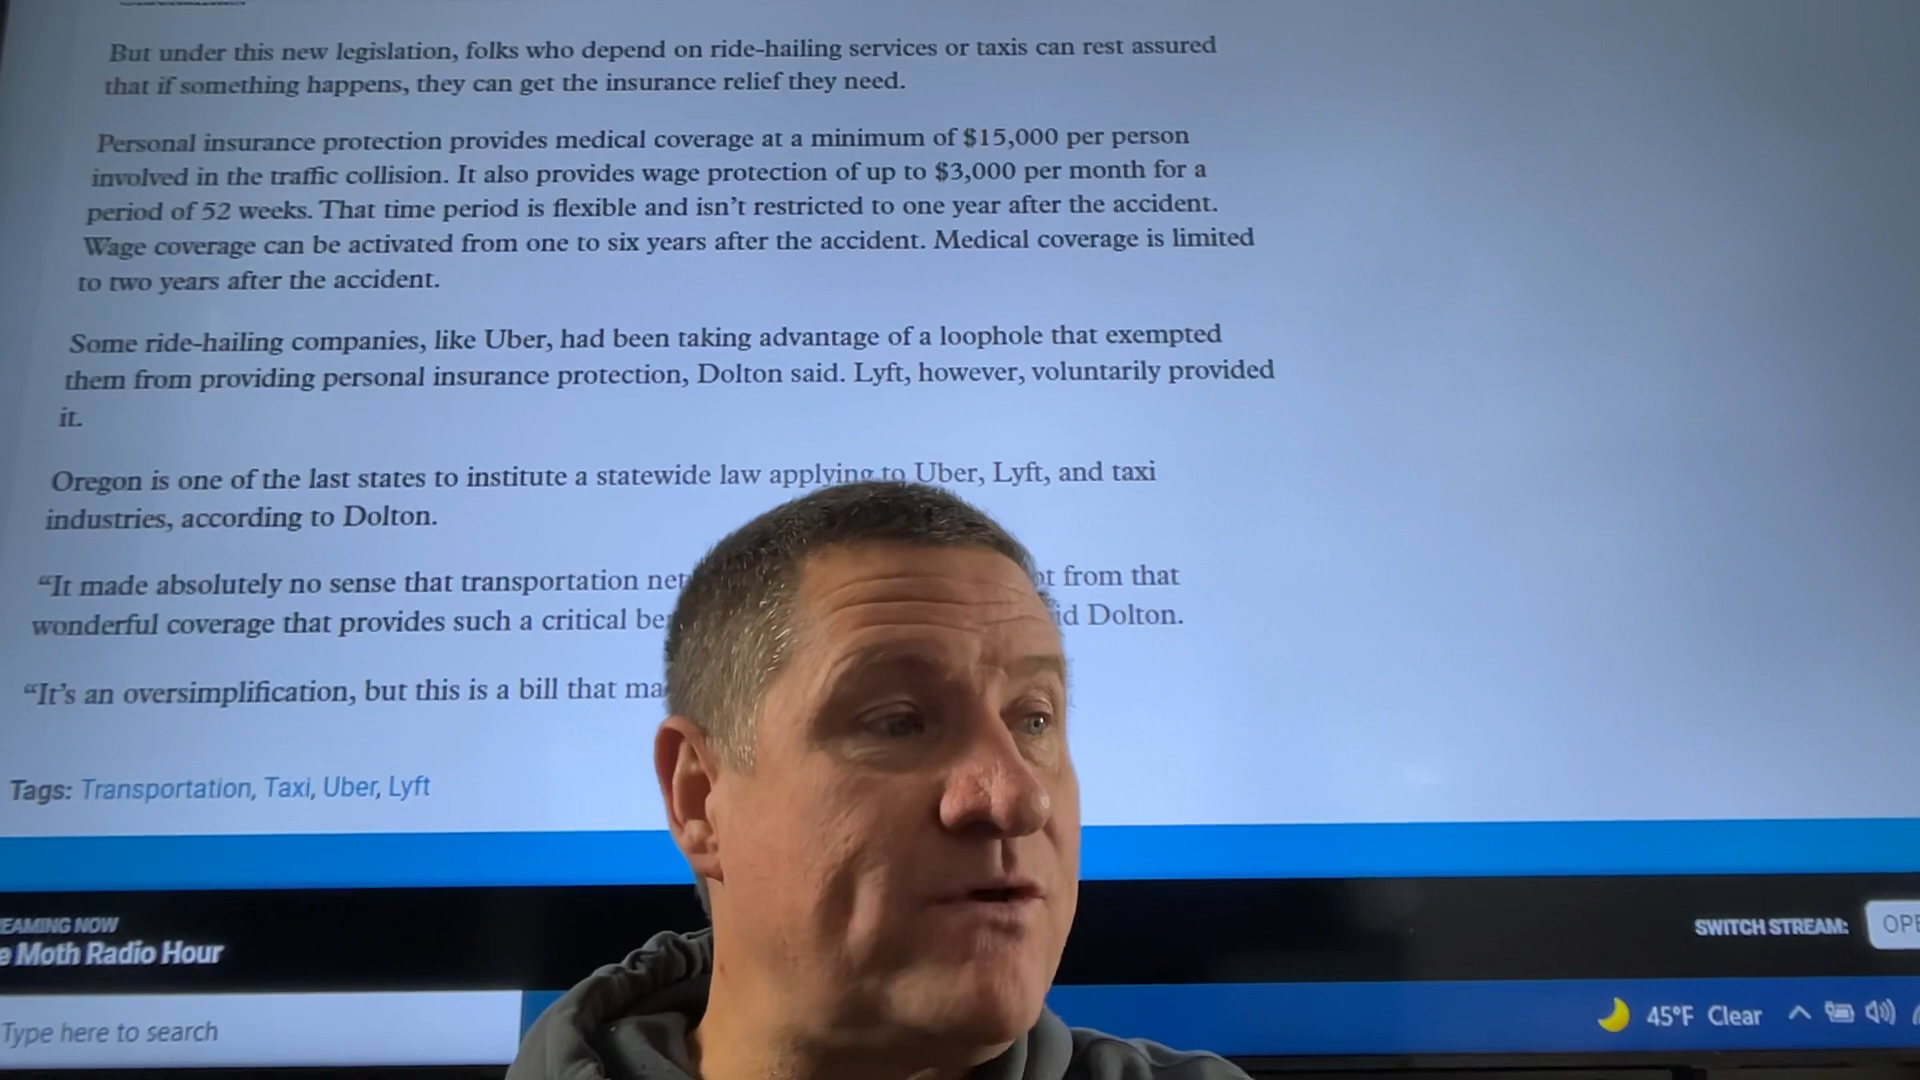 But under this new legislation, folks who depend on ride-hailing services or taxis can rest assured
that if something happens, they can get the insurance relief they need.
Personal insurance protection provides medical coverage at a minimum of $15,000 per person
involved in the traffic collision. It also provides wage protection of up to $3,000 per month for a
period of 52 weeks. That time period is flexible and isn't restricted to one year after the accident.
Wage coverage can be activated from one to six years after the accident. Medical coverage is limited
to two years after the accident.
Some ride-hailing companies, like Uber, had been taking advantage of a loophole that exempted
them from providing personal insurance protection, Dolton said. Lyft, however, voluntarily provided
it.
Oregon is one of the last states to institute a statewide law applying to Uber, Lyft, and taxi
industries, according to Dolton.
“It made absolutely no sense that transportation from that
wonderful coverage that provides such a critical Dolton.
“It's an oversimplification, but this is a bill that
Tags: Transportation, Taxi, Uber, Lyft
EAMING NOW
e Moth Radio Hour
SWITCH STREAM:
OPE
Type here to search
45°F Clear